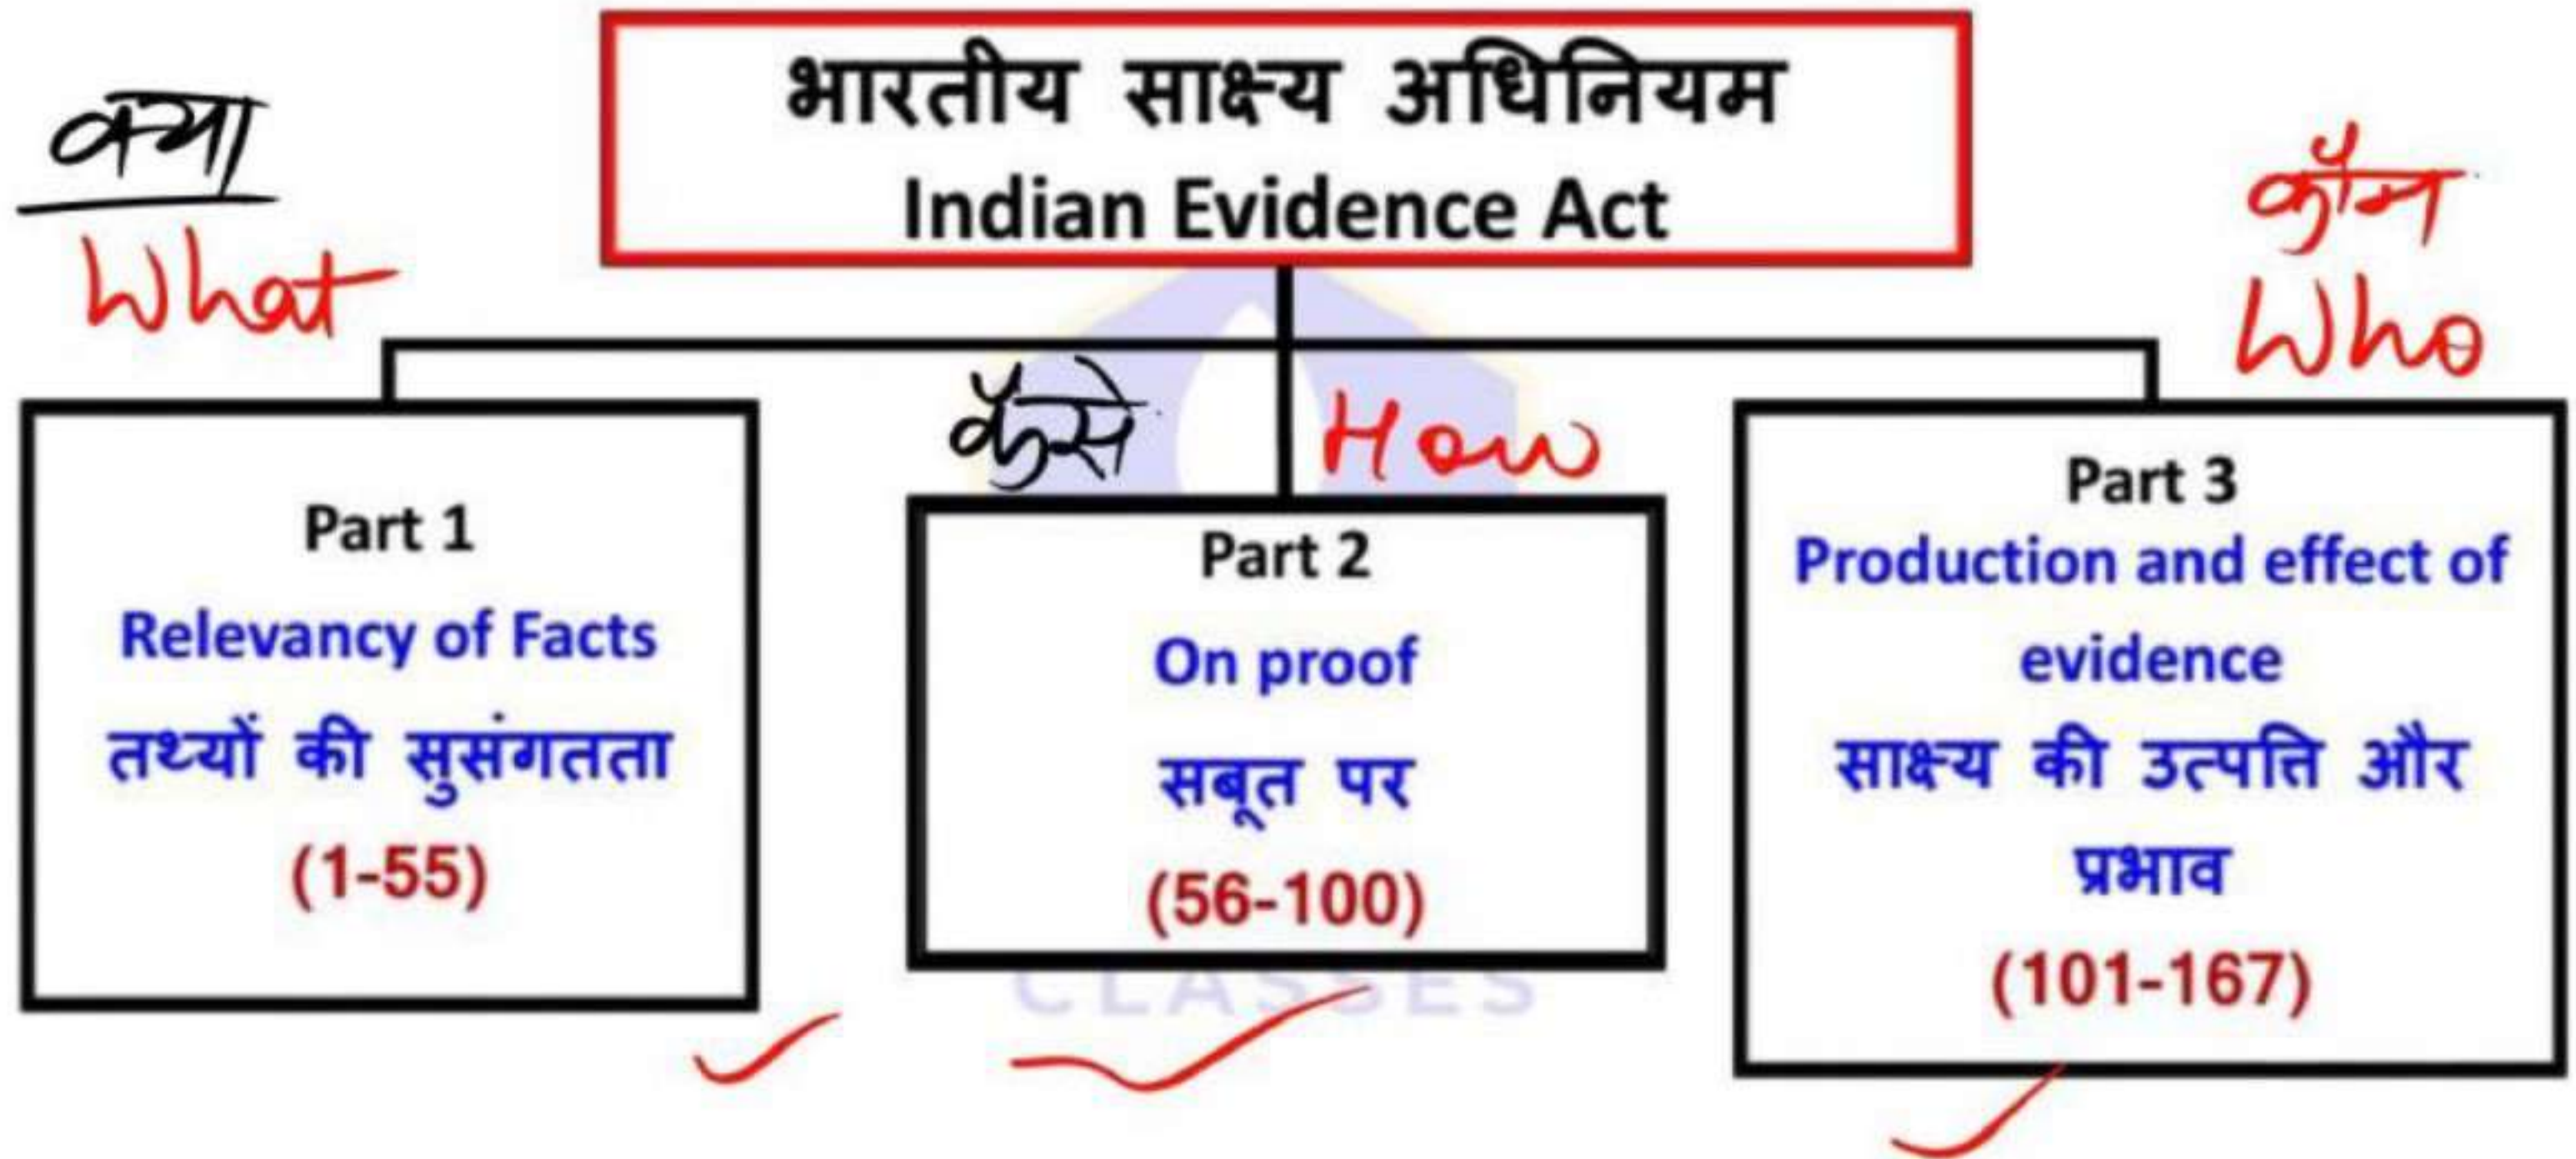 भारतीय साक्ष्य अधिनियम
Indian Evidence Act
क्या
What
कैसे
How
कौन
Who
Part 1
Relevancy of Facts
तथ्यों की सुसंगतता
(1-55)
Part 2
On proof
सबूत पर
(56-100)
Part 3
Production and effect of
evidence
साक्ष्य की उत्पत्ति और
प्रभाव
(101-167)
CLASSES